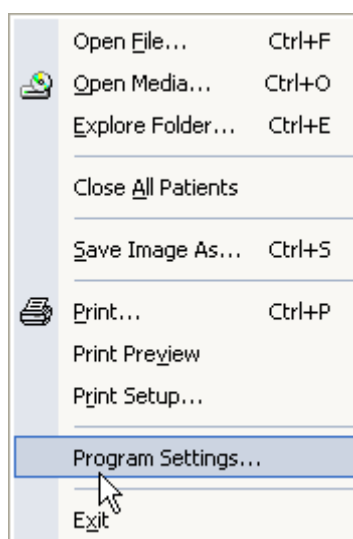 Open File... Ctrl+F
Open Media... Ctrl+O
Explore Folder... Ctrl+E
Close All Patients
Save Image As... Ctrl+S
Print... Ctrl+P
Print Preview
Print Setup...
Program Settings...
Exit